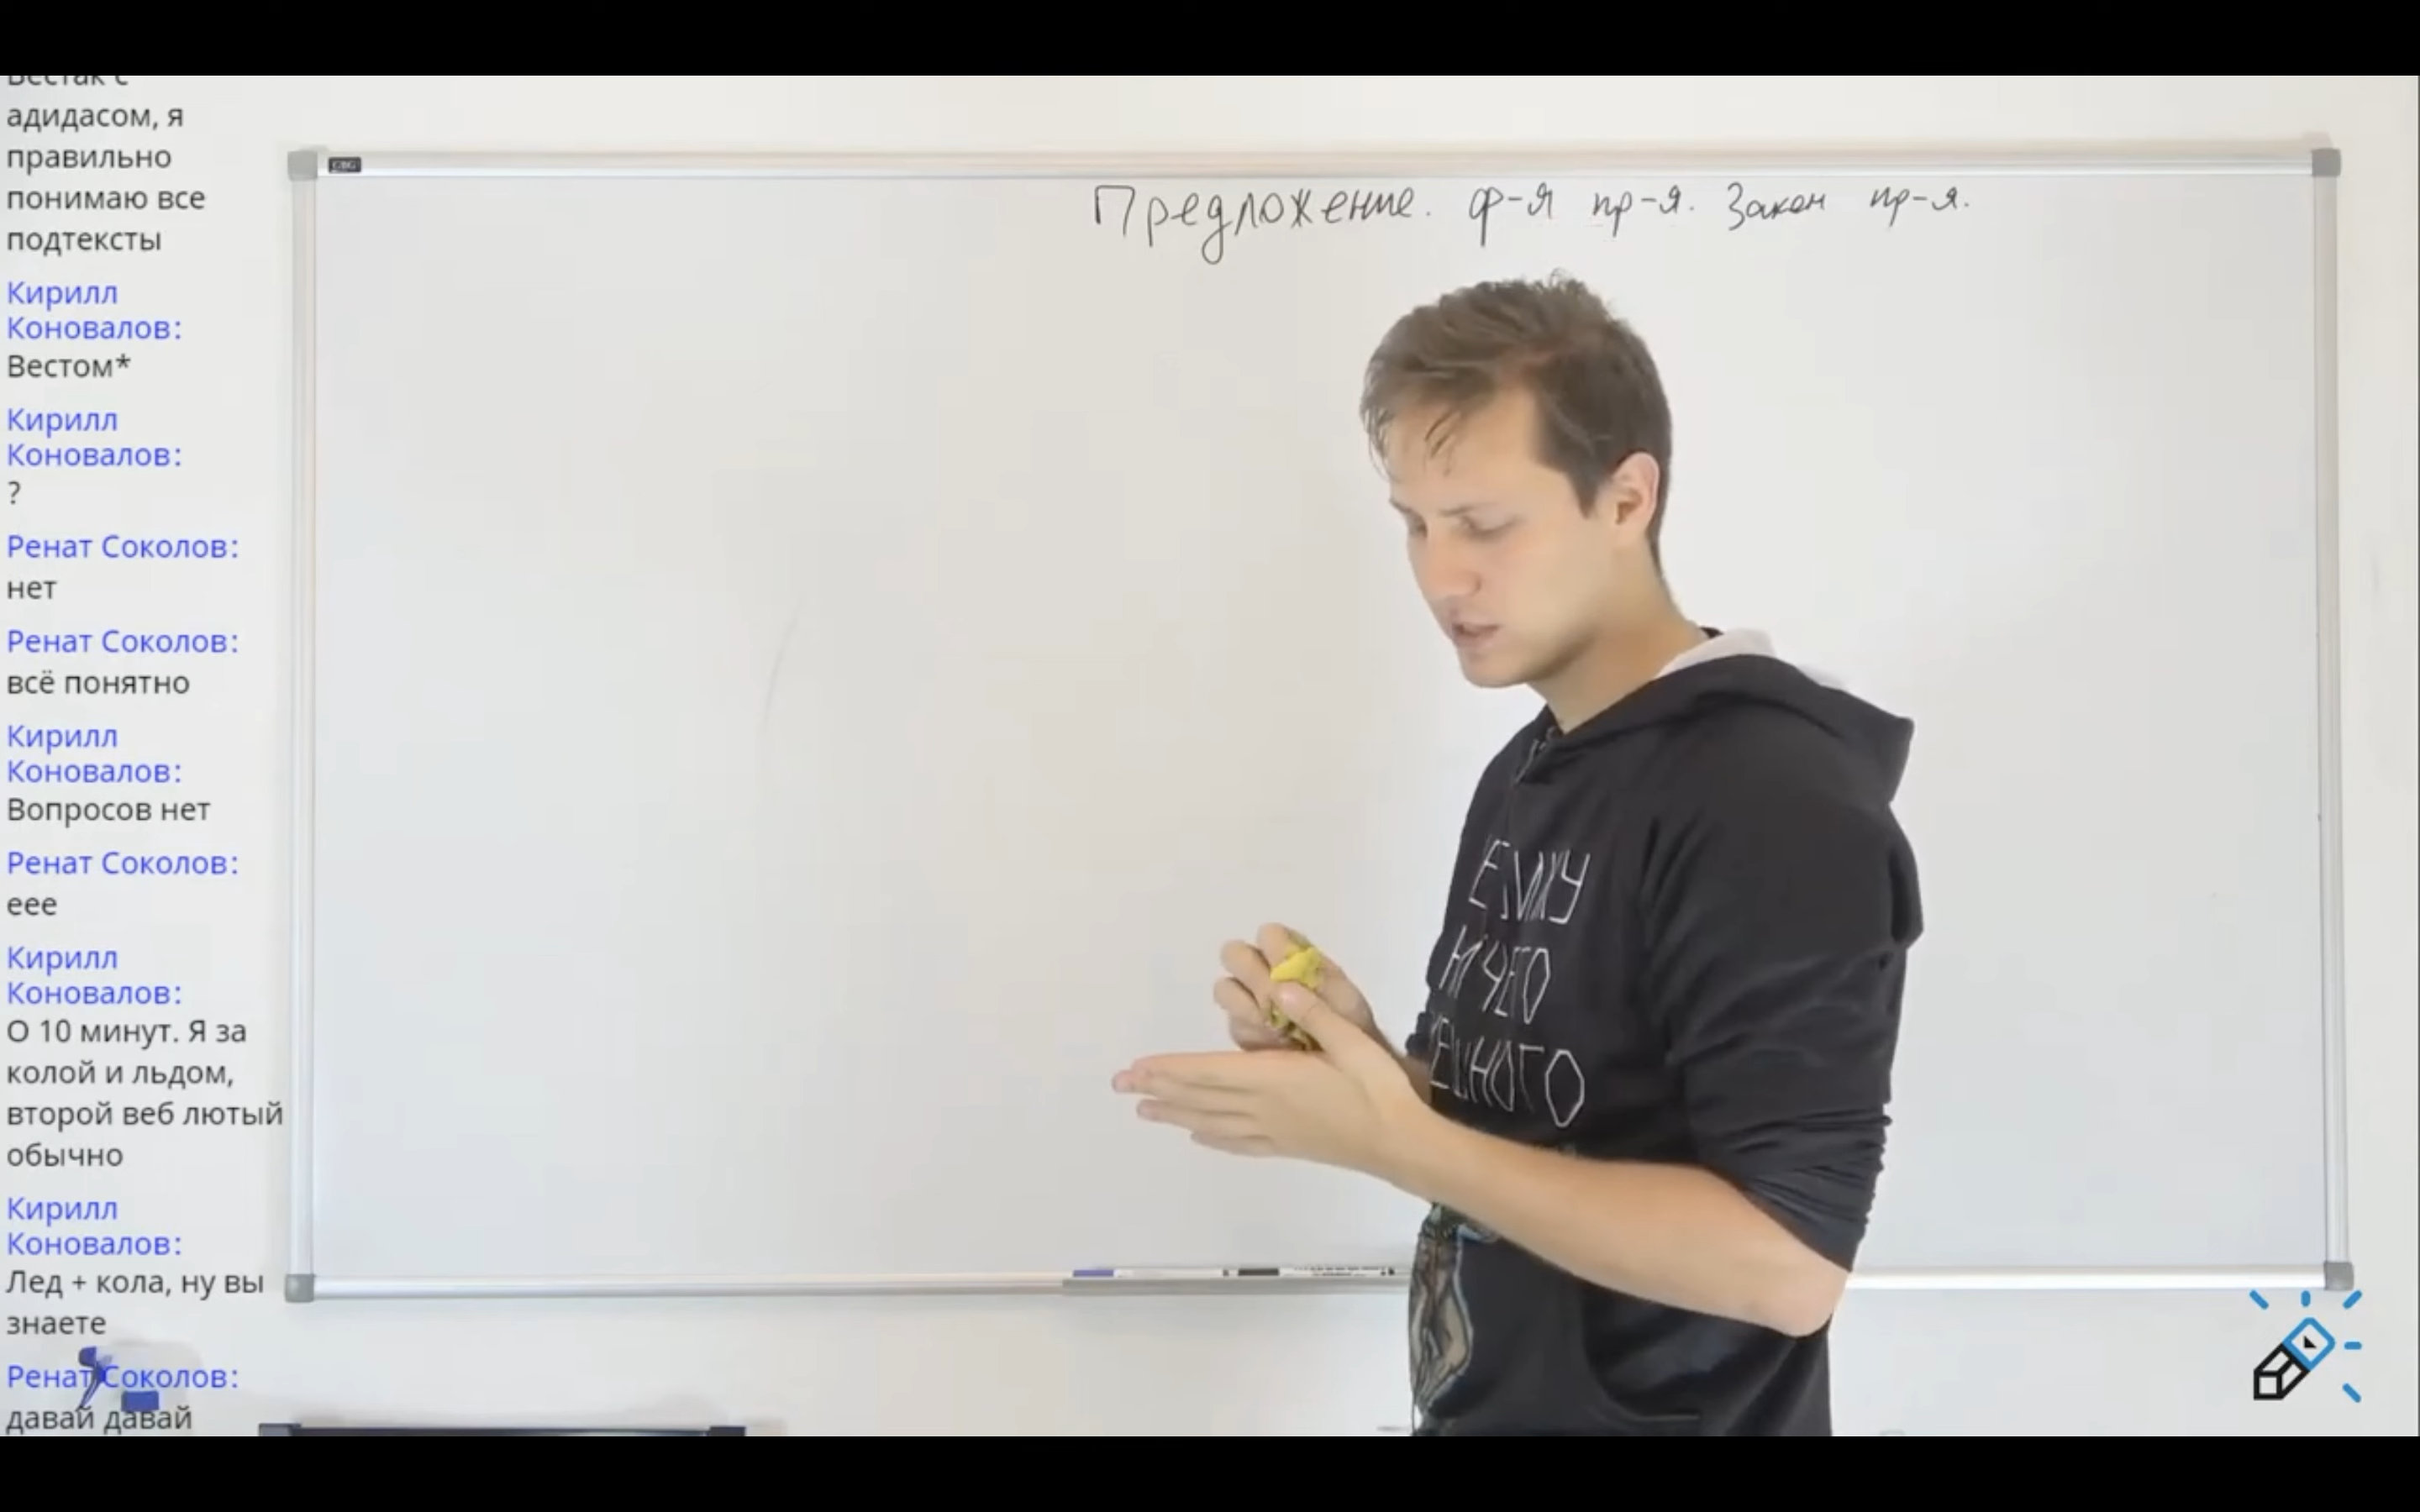 адидасом, я
правильно
понимаю все
подтексты
Кирилл
Коновалов:
Вестом*
Кирилл
Коновалов:
?
Ренат Соколов:
нет
Ренат Соколов:
всё понятно
Кирилл
Коновалов:
Вопросов нет
Ренат Соколов:
еее
Кирилл
Коновалов:
О 10 минут. Я за
колой и льдом,
второй веб лютый
обычно
Кирилл
Коновалов:
Лед + кола, ну вы
знаете
Ренат Соколов:
давай давай
Предложение. ф-я пр-я. Закон пр-я.
НИЧЕГО